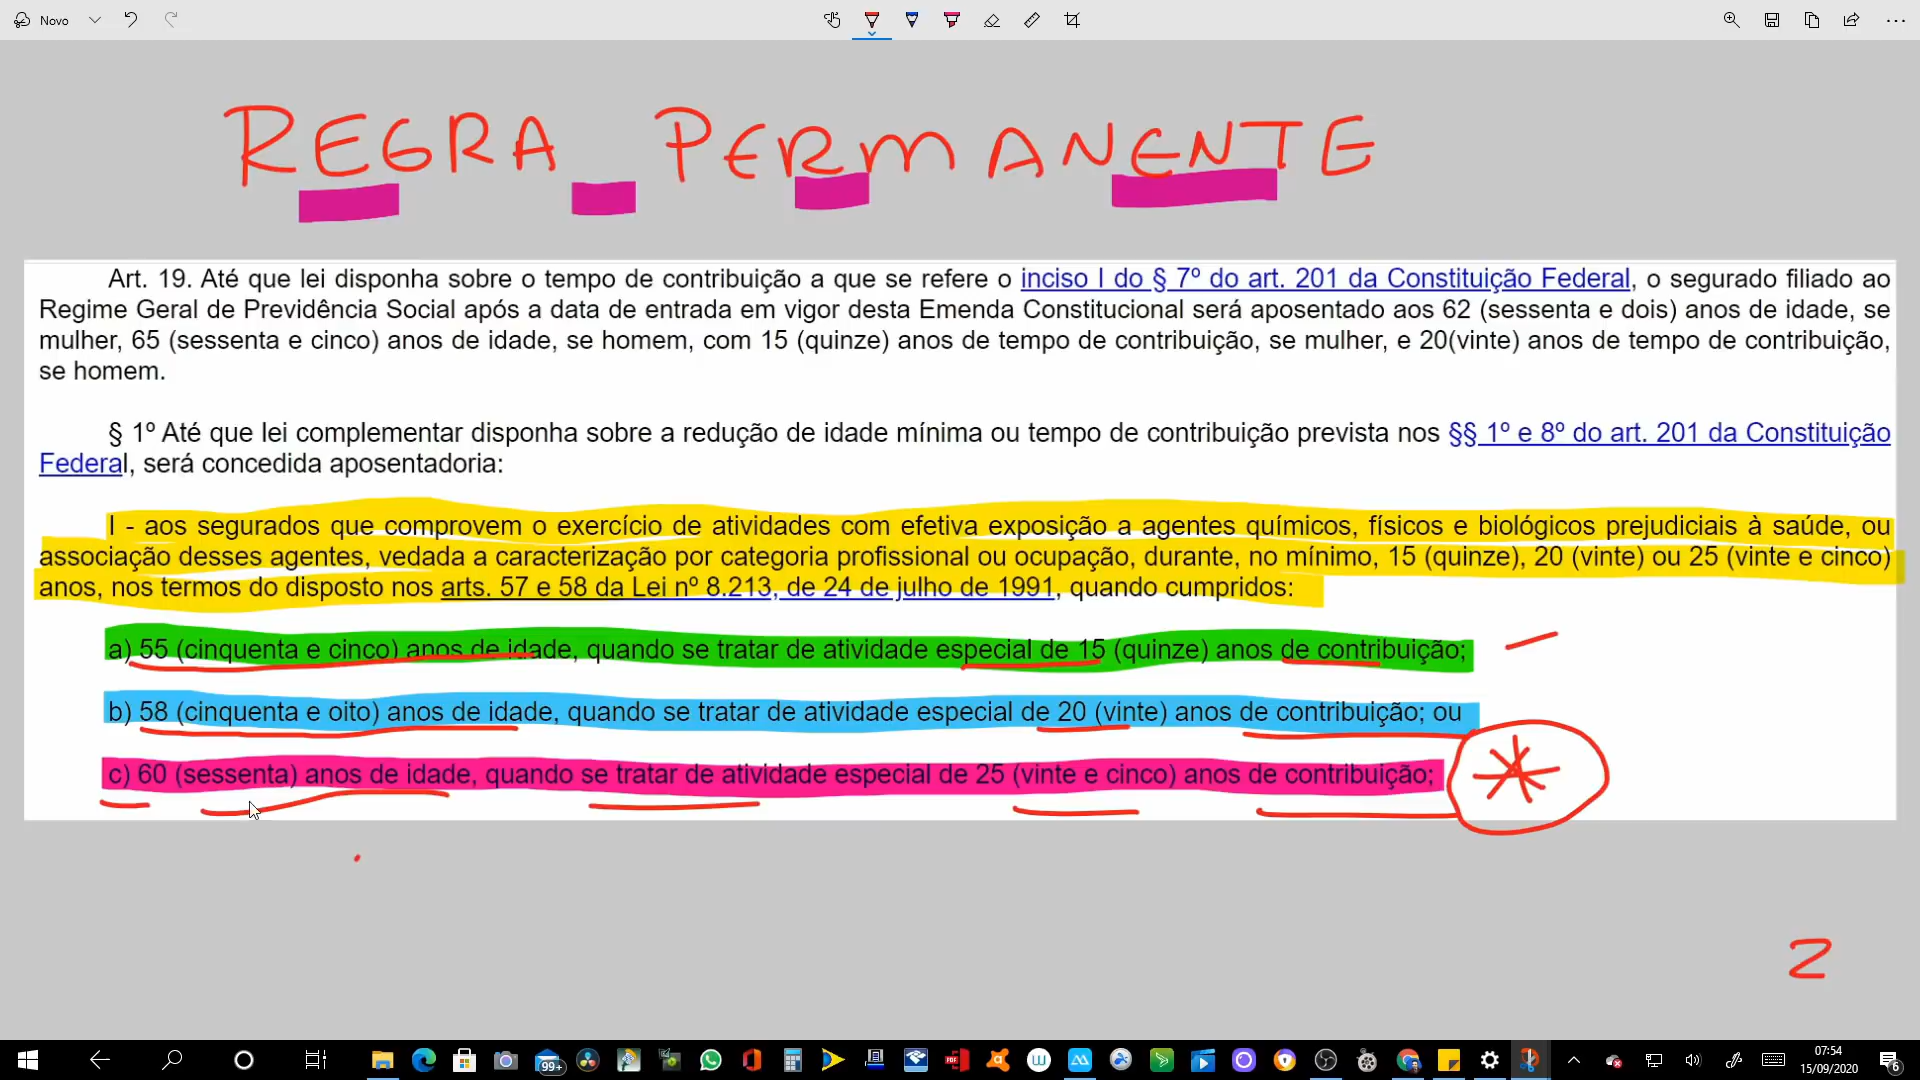 Novo
REGRA PERMANENTE
Art. 19. Até que lei disponha sobre o tempo de contribuição a que se refere o inciso I do § 7º do art. 201 da Constituição Federal, o segurado filiado ao
Regime Geral de Previdência Social após a data de entrada em vigor desta Emenda Constitucional será aposentado aos 62 (sessenta e dois) anos de idade, se
mulher, 65 (sessenta e cinco) anos de idade, se homem, com 15 (quinze) anos de tempo de contribuição, se mulher, e 20(vinte) anos de tempo de contribuição,
se homem.
§ 1º Até que lei complementar disponha sobre a redução de idade mínima ou tempo de contribuição prevista nos §§ 1º e 8º do art. 201 da Constituição
Federal, será concedida aposentadoria:
I - aos segurados que comprovem o exercício de atividades com efetiva exposição a agentes químicos, físicos e biológicos prejudiciais à saúde, ou
associação desses agentes, vedada a caracterização por categoria profissional ou ocupação, durante, no mínimo, 15 (quinze), 20 (vinte) ou 25 (vinte e cinco)
anos, nos termos do disposto nos arts. 57 e 58 da Lei nº 8.213, de 24 de julho de 1991, quando cumpridos:
a) 55 (cinquenta e cinco) anos de idade, quando se tratar de atividade especial de 15 (quinze) anos de contribuição;
b) 58 (cinquenta e oito) anos de idade, quando se tratar de atividade especial de 20 (vinte) anos de contribuição; ou
c) 60 (sessenta) anos de idade, quando se tratar de atividade especial de 25 (vinte e cinco) anos de contribuição;
2
99+
07:54
15/09/2020
6